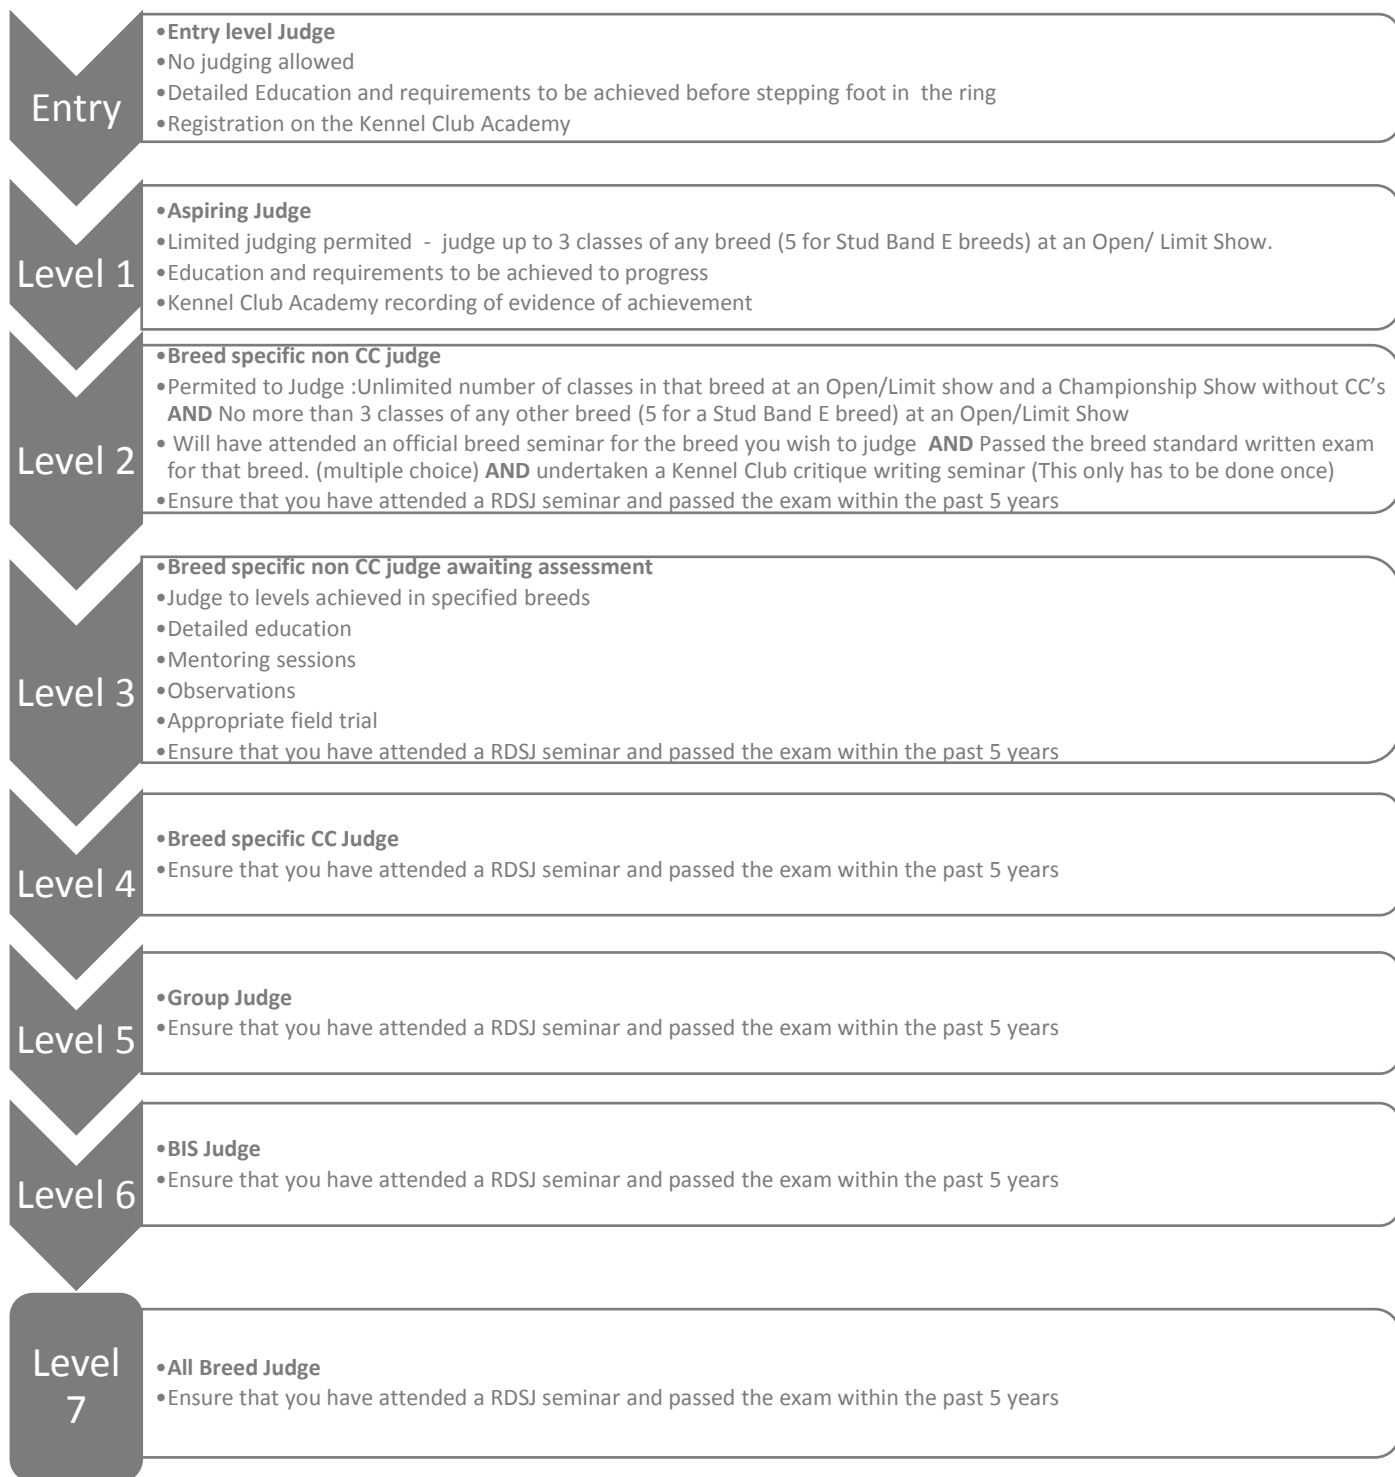 Entry
•Entry level Judge
•No judging allowed
•Detailed Education and requirements to be achieved before stepping foot in the ring
•Registration on the Kennel Club Academy
Level 1
•Aspiring Judge
•Limited judging permited - judge up to 3 classes of any breed (5 for Stud Band E breeds) at an Open/ Limit Show.
•Education and requirements to be achieved to progress
•Kennel Club Academy recording of evidence of achievement
Level 2
•Breed specific non CC judge
•Permited to Judge :Unlimited number of classes in that breed at an Open/Limit show and a Championship Show without CC’s
AND No more than 3 classes of any other breed (5 for a Stud Band E breed) at an Open/Limit Show
• Will have attended an official breed seminar for the breed you wish to judge AND Passed the breed standard written exam
for that breed. (multiple choice) AND undertaken a Kennel Club critique writing seminar (This only has to be done once)
•Ensure that you have attended a RDSJ seminar and passed the exam within the past 5 years
Level 3
•Breed specific non CC judge awaiting assessment
•Judge to levels achieved in specified breeds
•Detailed education
•Mentoring sessions
•Observations
•Appropriate field trial
•Ensure that you have attended a RDSJ seminar and passed the exam within the past 5 years
Level 4
•Breed specific CC Judge
•Ensure that you have attended a RDSJ seminar and passed the exam within the past 5 years
Level 5
•Group Judge
•Ensure that you have attended a RDSJ seminar and passed the exam within the past 5 years
Level 6
•BIS Judge
•Ensure that you have attended a RDSJ seminar and passed the exam within the past 5 years
Level
7
•All Breed Judge
•Ensure that you have attended a RDSJ seminar and passed the exam within the past 5 years